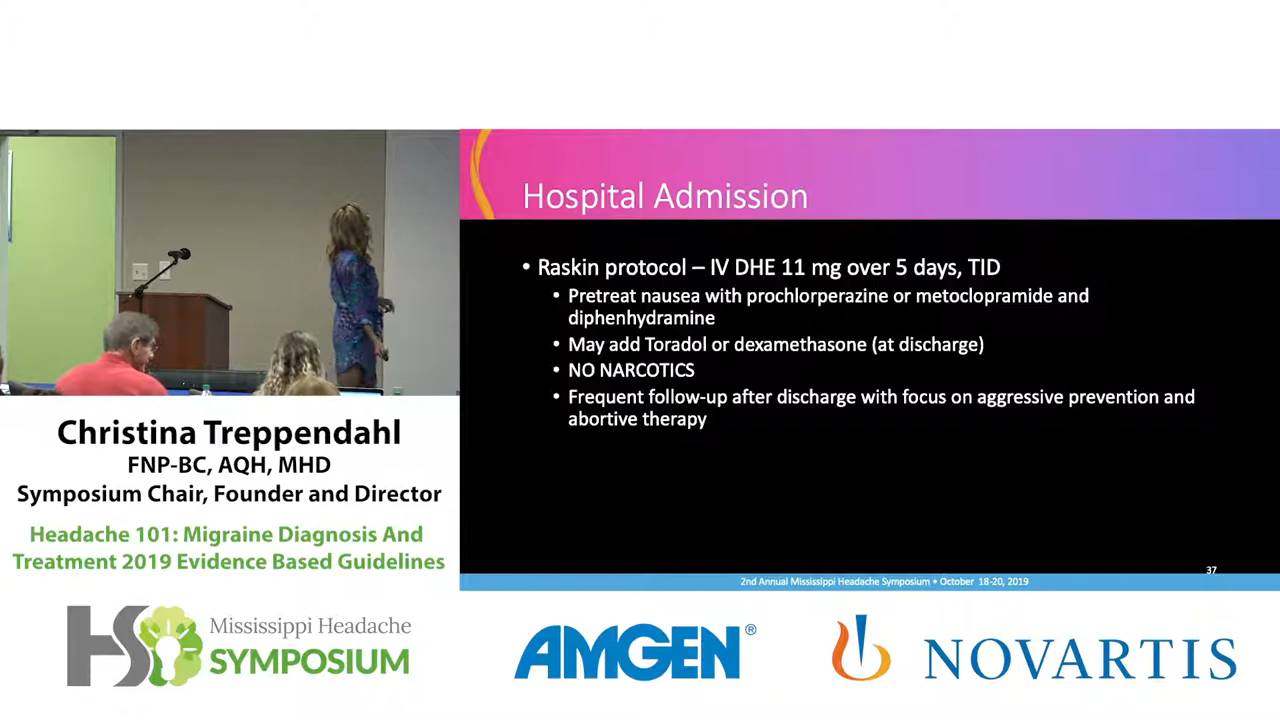 Hospital Admission
• Raskin protocol – IV DHE 11 mg over 5 days, TID
• Pretreat nausea with prochlorperazine or metoclopramide and
diphenhydramine
• May add Toradol or dexamethasone (at discharge)
• NO NARCOTICS
• Frequent follow-up after discharge with focus on aggressive prevention and
abortive therapy
37
2nd Annual Mississippi Headache Symposium • October 18-20, 2019
Christina Treppendahl
FNP-BC, AQH, MHD
Symposium Chair, Founder and Director
Headache 101: Migraine Diagnosis And
Treatment 2019 Evidence Based Guidelines
HS
Mississippi Headache
SYMPOSIUM
AMGEN®
NOVARTIS